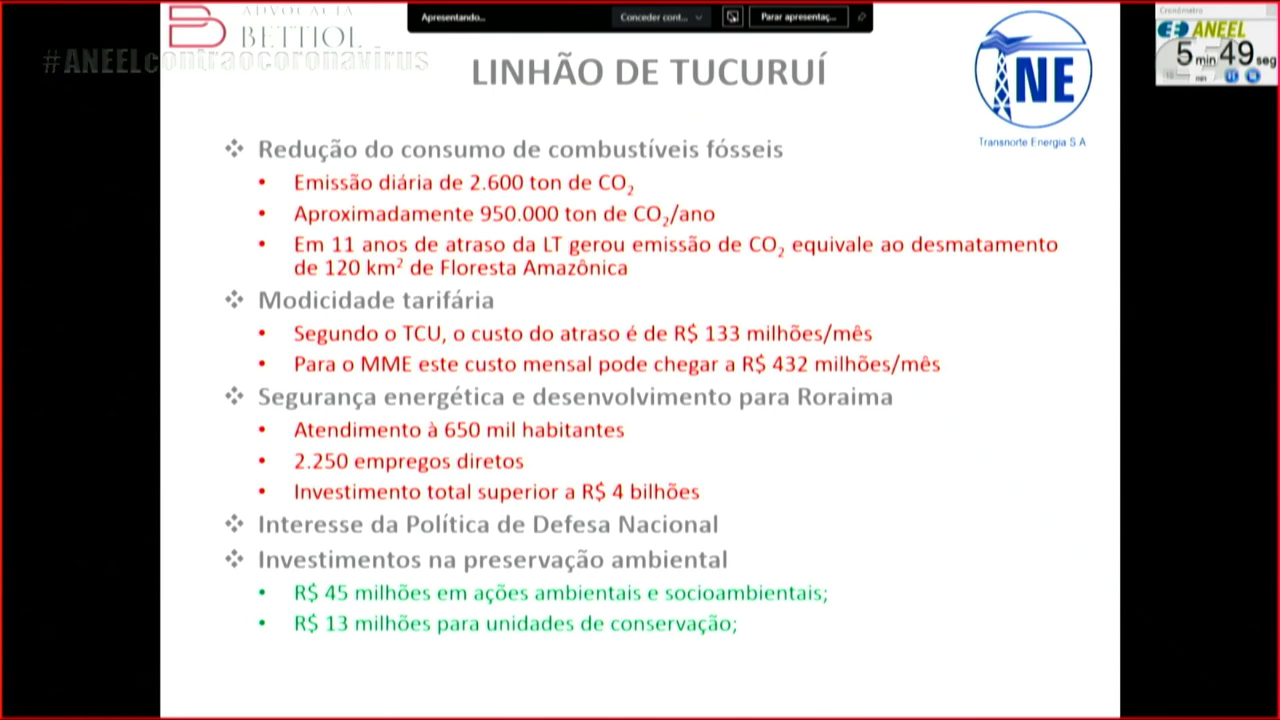 ADVOCACIA
BETTIOL
#ANEELcontraocoronavírus
Apresentando...
Conceder cont...
Parar apresentaç...
Cronômetro
ANEEL
5 min 49 seg
min
LINHÃO DE TUCURUÍ
TNE
Transnorte Energia S.A
Redução do consumo de combustíveis fósseis
• Emissão diária de 2.600 ton de CO₂
• Aproximadamente 950.000 ton de CO₂/ano
• Em 11 anos de atraso da LT gerou emissão de CO₂ equivale ao desmatamento
de 120 km² de Floresta Amazônica
Modicidade tarifária
• Segundo o TCU, o custo do atraso é de R$ 133 milhões/mês
• Para o MME este custo mensal pode chegar a R$ 432 milhões/mês
Segurança energética e desenvolvimento para Roraima
• Atendimento à 650 mil habitantes
• 2.250 empregos diretos
• Investimento total superior a R$ 4 bilhões
Interesse da Política de Defesa Nacional
Investimentos na preservação ambiental
• R$ 45 milhões em ações ambientais e socioambientais;
• R$ 13 milhões para unidades de conservação;